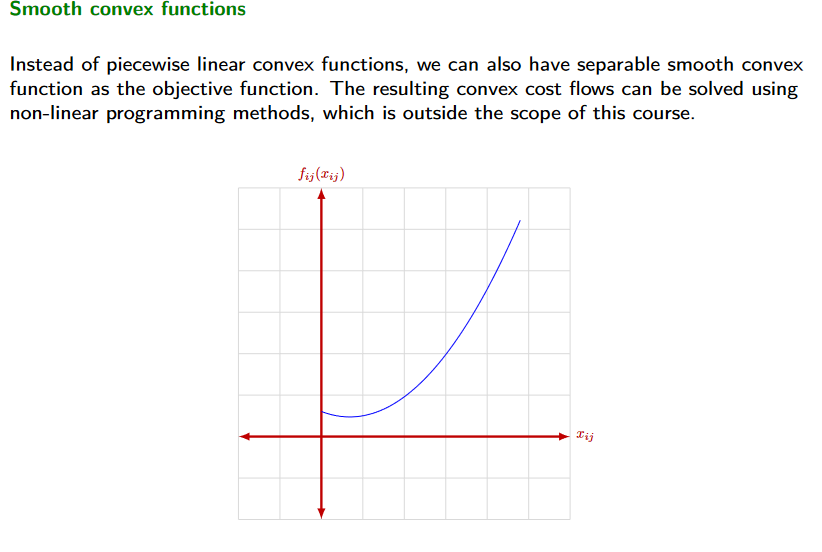 Smooth convex functions
Instead of piecewise linear convex functions, we can also have separable smooth convex
function as the objective function. The resulting convex cost flows can be solved using
non-linear programming methods, which is outside the scope of this course.
f_{ij}(x_{ij})
x_{ij}